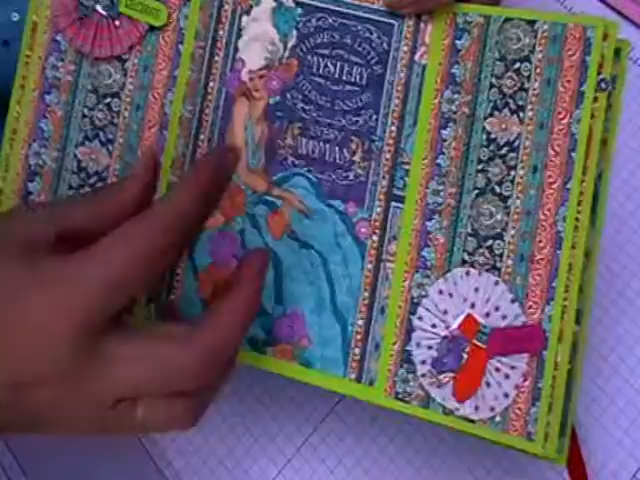 THERE'S A LITTLE
MYSTERY
INSIDE
EVERY
WOMAN